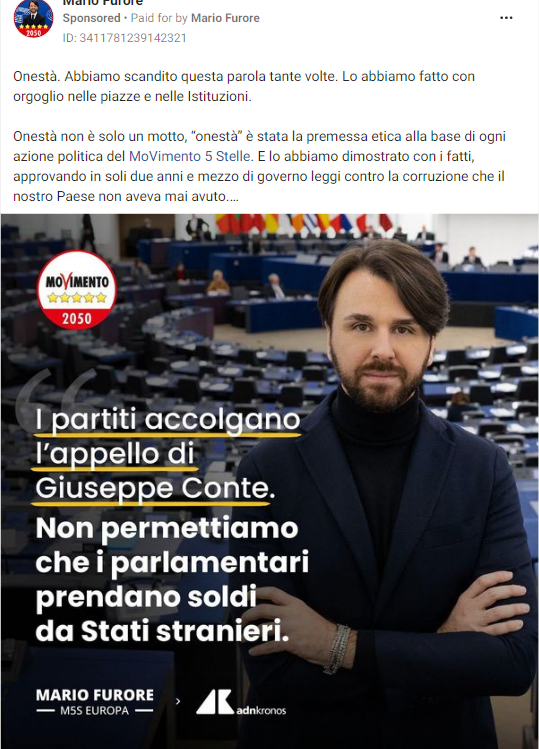 Mario Furore
Sponsored • Paid for by Mario Furore
ID: 3411781239142321
Onestà. Abbiamo scandito questa parola tante volte. Lo abbiamo fatto con
orgoglio nelle piazze e nelle Istituzioni.
Onestà non è solo un motto, “onestà” è stata la premessa etica alla base di ogni
azione politica del MoVimento 5 Stelle. E lo abbiamo dimostrato con i fatti,
approvando in soli due anni e mezzo di governo leggi contro la corruzione che il
nostro Paese non aveva mai avuto....
MOVIMENTO
2050
I partiti accolgano
l’appello di
Giuseppe Conte.
Non permettiamo
che i parlamentari
prendano soldi
da Stati stranieri.
MARIO FURORE
M5S EUROPA
adnkronos